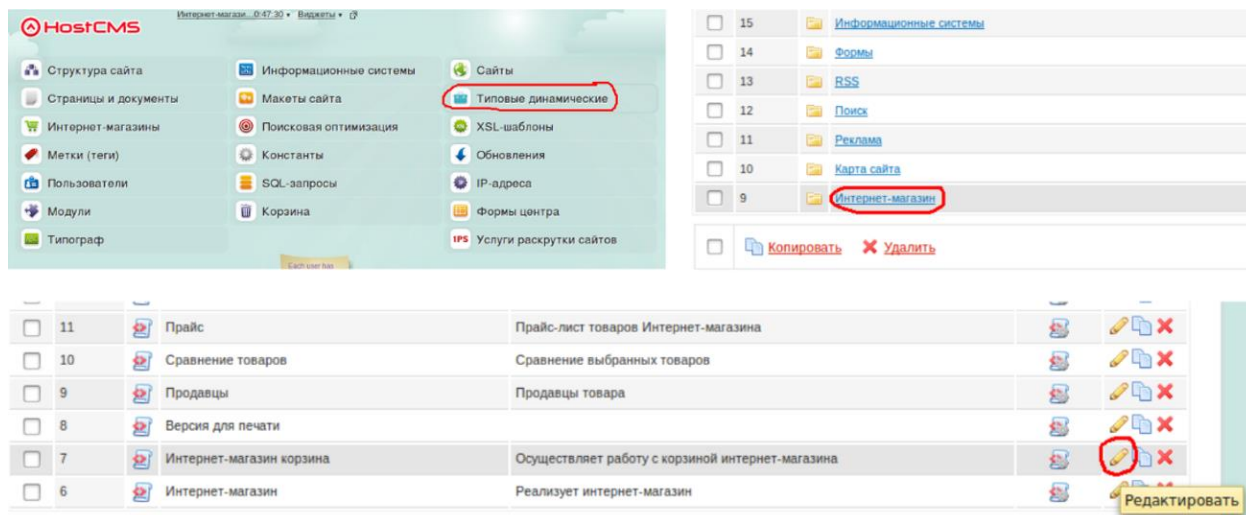 Интернет-магази...0:47:30 Виджеты
HostCMS
Структура сайта
Информационные системы
Сайты
Страницы и документы
Макеты сайта
Типовые динамические
Интернет-магазины
Поисковая оптимизация
XSL-шаблоны
Метки (теги)
Константы
Обновления
Пользователи
SQL-запросы
IP-адреса
Модули
Корзина
Формы центра
Типограф
1PS Услуги раскрутки сайтов
Each user has
15 Информационные системы
14 Формы
13 RSS
12 Поиск
11 Реклама
10 Карта сайта
9 Интернет-магазин
Копировать Удалить
11 Прайс Прайс-лист товаров Интернет-магазина
10 Сравнение товаров Сравнение выбранных товаров
9 Продавцы Продавцы товара
8 Версия для печати
7 Интернет-магазин корзина Осуществляет работу с корзиной интернет-магазина
6 Интернет-магазин Реализует интернет-магазин
Редактировать